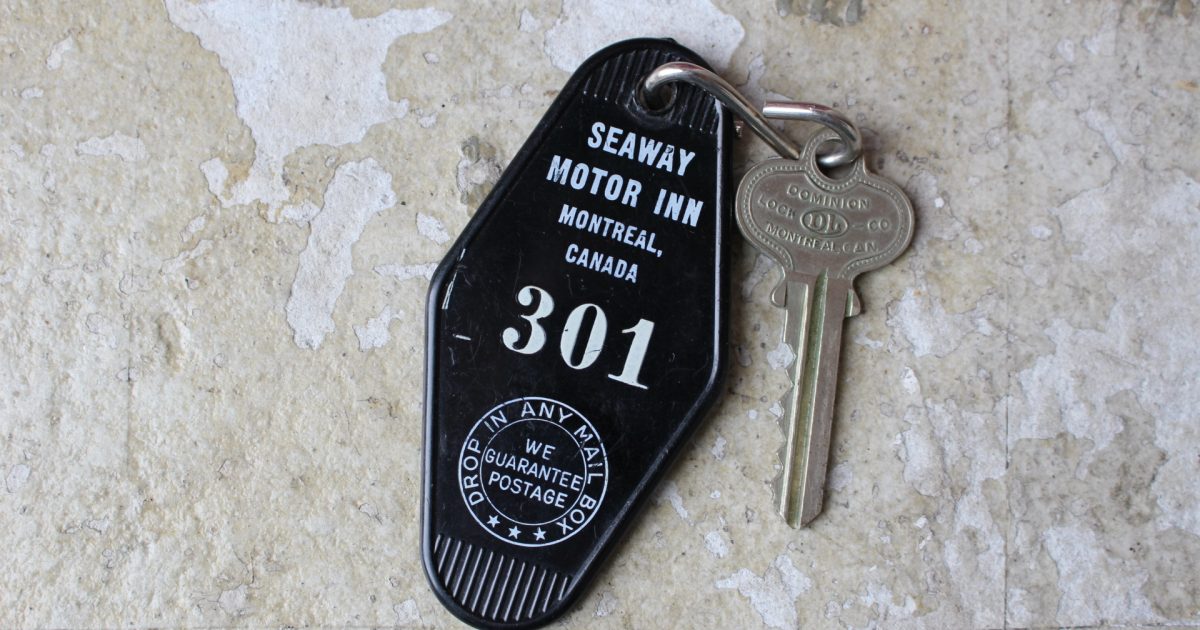 SEAWAY
MOTOR INN
MONTREAL,
CANADA
301
DROP IN ANY MAIL BOX
WE
GUARANTEE
POSTAGE
DOMINION
LOCK DL -CO
MONTREAL.CAN.